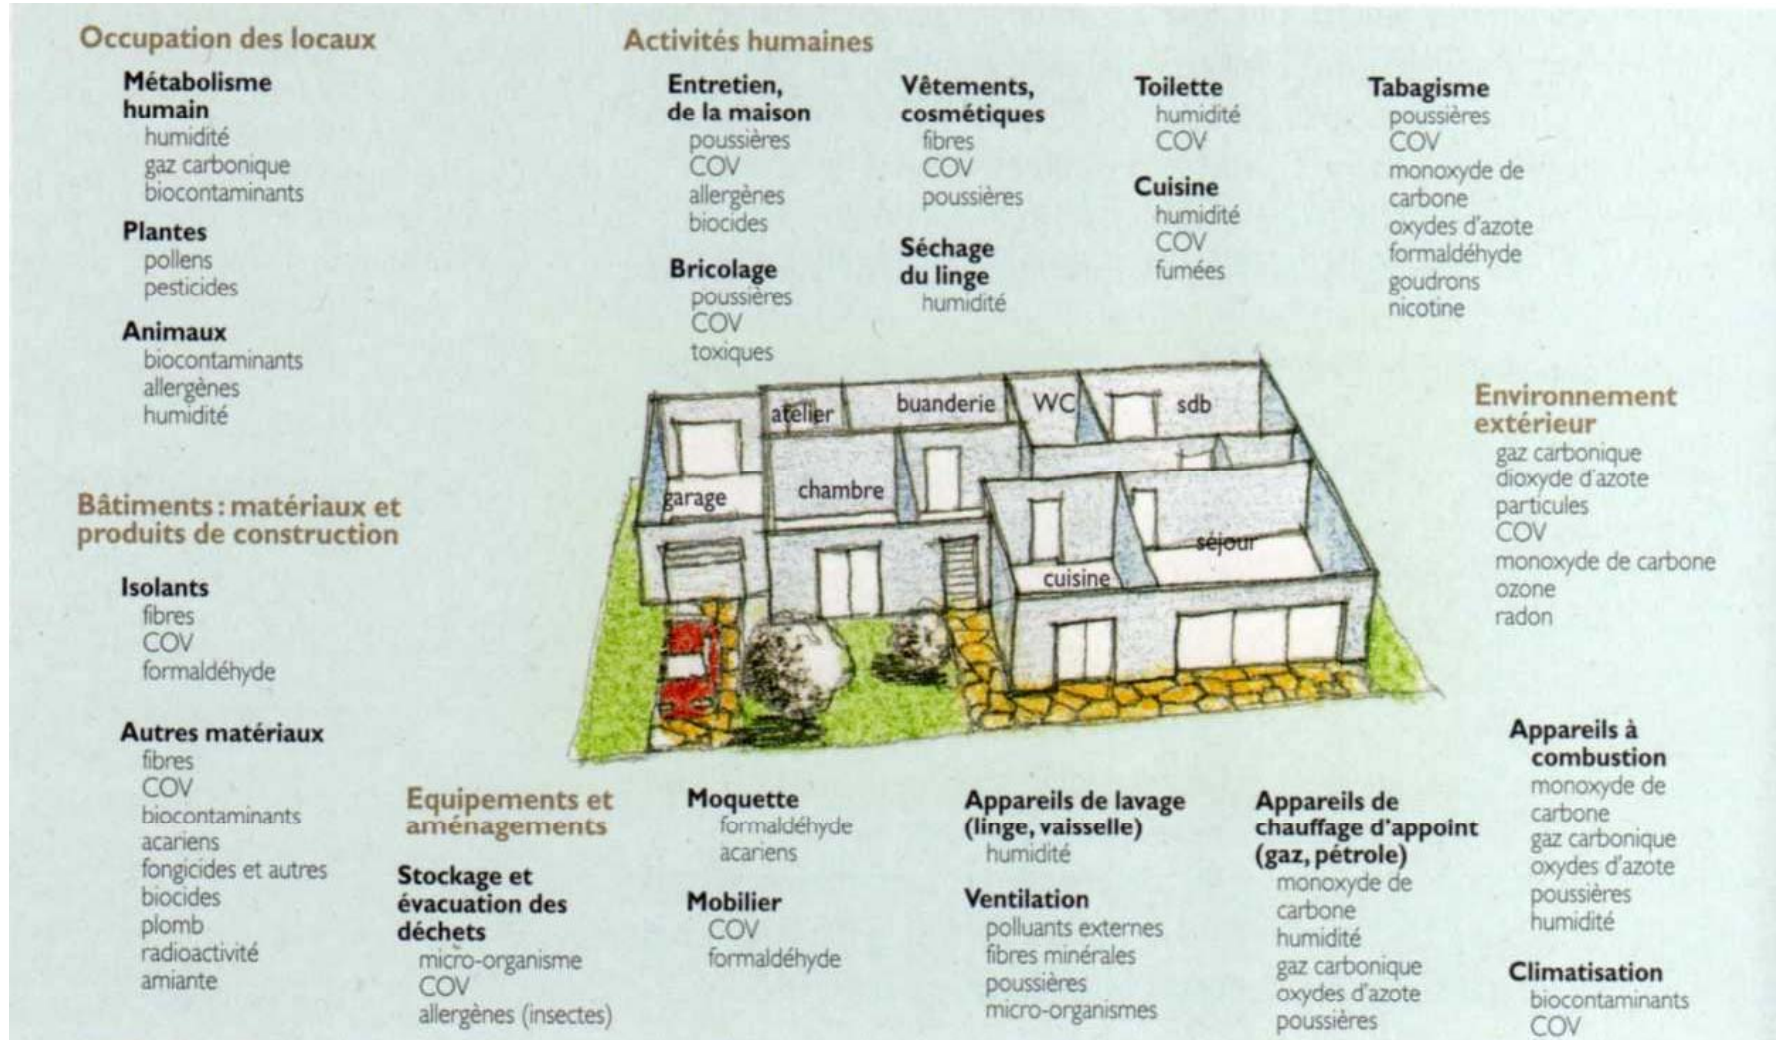 Occupation des locaux
Métabolisme
humain
humidité
gaz carbonique
biocontaminants
Plantes
pollens
pesticides
Animaux
biocontaminants
allergènes
humidité
Activités humaines
Entretien,
de la maison
poussières
COV
allergènes
biocides
Bricolage
poussières
COV
toxiques
Vêtements,
cosmétiques
fibres
COV
poussières
Séchage
du linge
humidité
Toilette
humidité
COV
Cuisine
humidité
COV
fumées
Tabagisme
poussières
COV
monoxyde de
carbone
oxydes d'azote
formaldéhyde
goudrons
nicotine
atelier
buanderie
WC
sdb
garage
chambre
cuisine
séjour
Environnement
extérieur
gaz carbonique
dioxyde d'azote
particules
COV
monoxyde de carbone
ozone
radon
Bâtiments : matériaux et
produits de construction
Isolants
fibres
COV
formaldéhyde
Autres matériaux
fibres
COV
biocontaminants
acariens
fongicides et autres
biocides
plomb
radioactivité
amiante
Equipements et
aménagements
Stockage et
évacuation des
déchets
micro-organisme
COV
allergènes (insectes)
Moquette
formaldéhyde
acariens
Mobilier
COV
formaldéhyde
Appareils de lavage
(linge, vaisselle)
humidité
Ventilation
polluants externes
fibres minérales
poussières
micro-organismes
Appareils de
chauffage d'appoint
(gaz, pétrole)
monoxyde de
carbone
humidité
gaz carbonique
oxydes d'azote
poussières
Appareils à
combustion
monoxyde de
carbone
gaz carbonique
oxydes d'azote
poussières
humidité
Climatisation
biocontaminants
COV